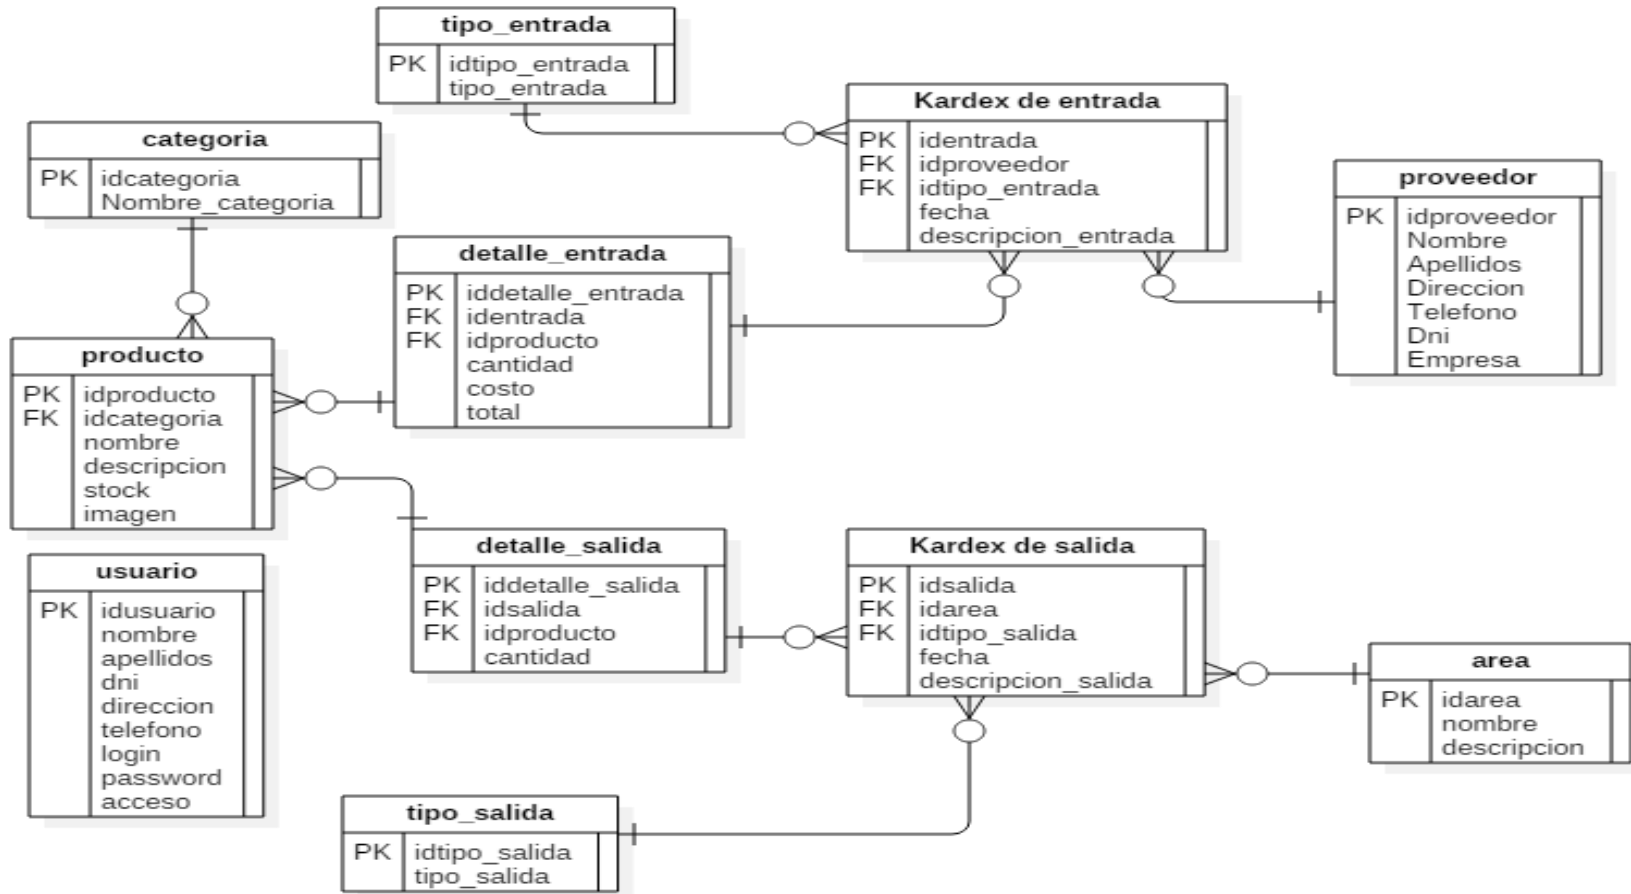 tipo_entrada
PK idtipo_entrada
tipo_entrada
Kardex de entrada
PK identrada
FK idproveedor
FK idtipo_entrada
fecha
descripcion_entrada
categoria
PK idcategoria
Nombre_categoria
proveedor
PK idproveedor
Nombre
Apellidos
Direccion
Telefono
Dni
Empresa
detalle_entrada
PK iddetalle_entrada
FK identrada
FK idproducto
cantidad
costo
total
producto
PK idproducto
FK idcategoria
nombre
descripcion
stock
imagen
detalle_salida
PK iddetalle_salida
FK idsalida
FK idproducto
cantidad
Kardex de salida
PK idsalida
FK idarea
FK idtipo_salida
fecha
descripcion_salida
usuario
PK idusuario
nombre
apellidos
dni
direccion
telefono
login
password
acceso
area
PK idarea
nombre
descripcion
tipo_salida
PK idtipo_salida
tipo_salida